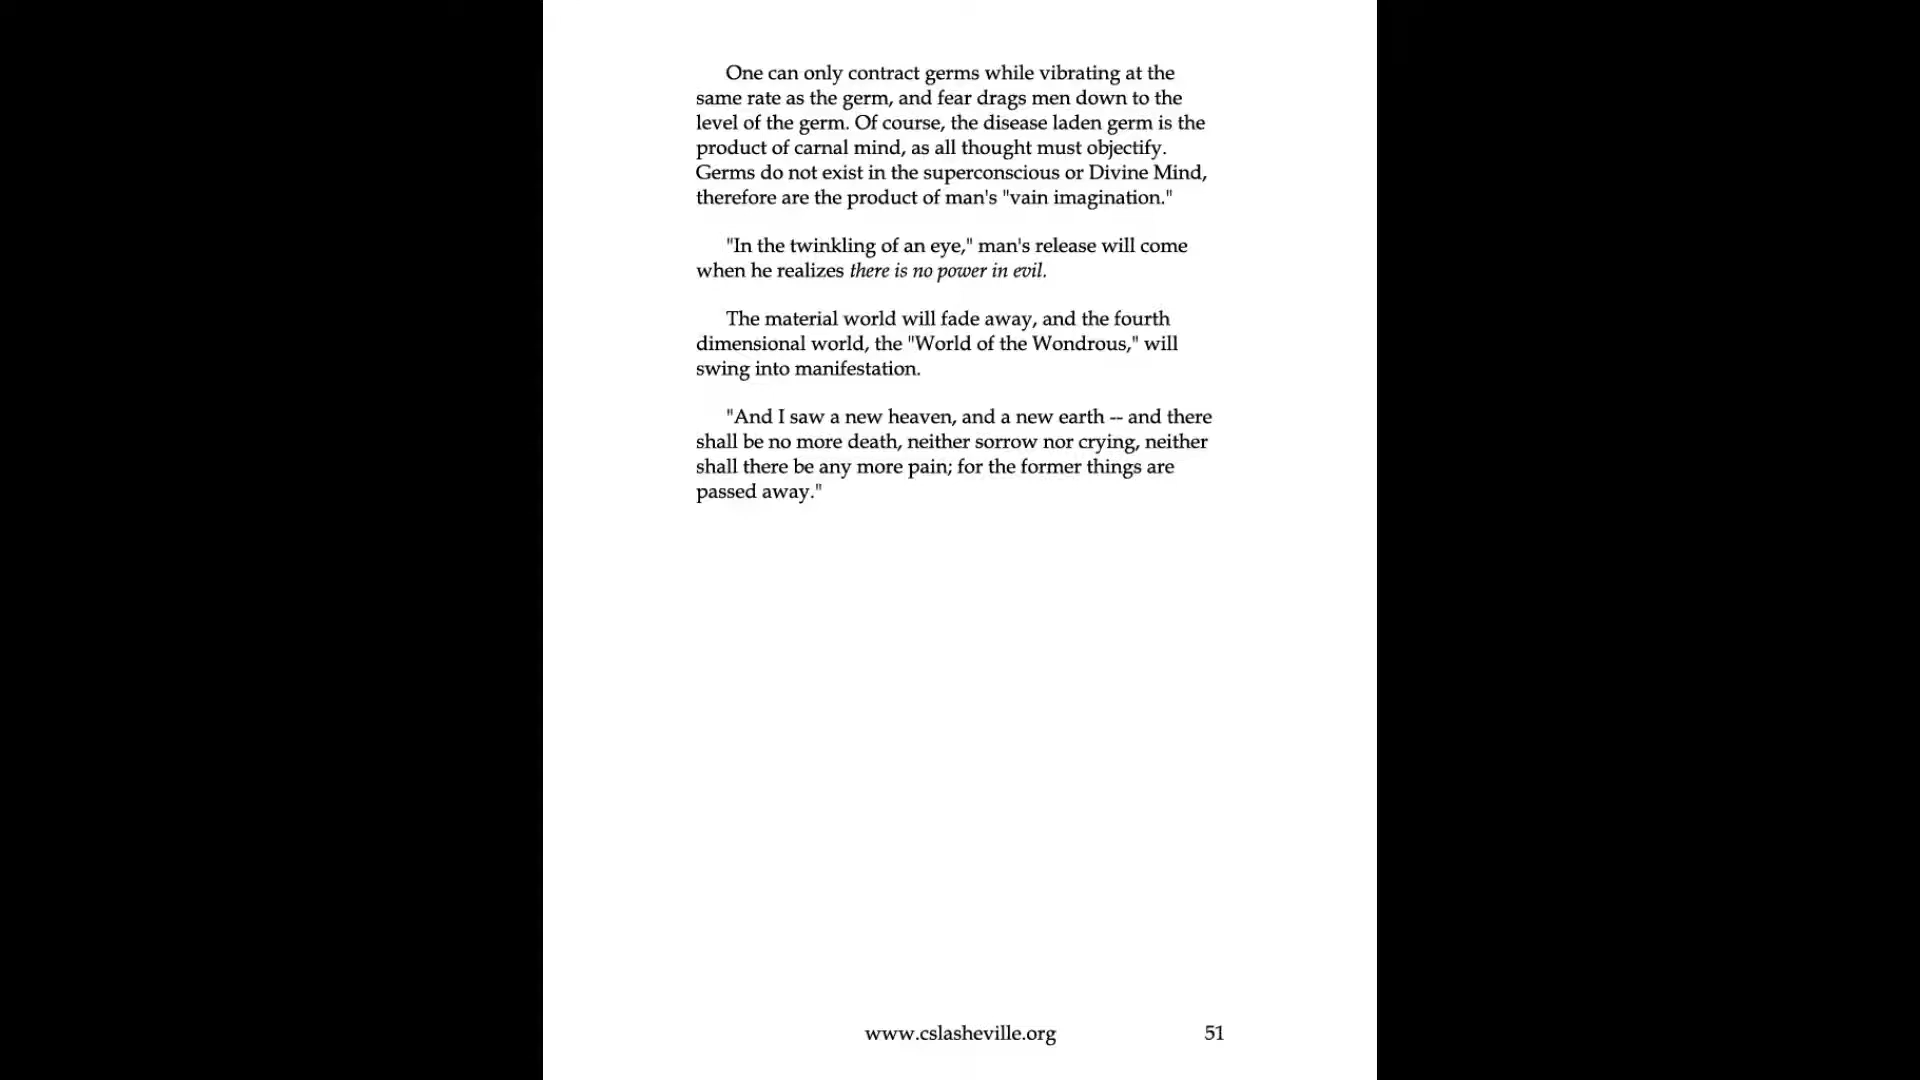 One can only contract germs while vibrating at the
same rate as the germ, and fear drags men down to the
level of the germ. Of course, the disease laden germ is the
product of carnal mind, as all thought must objectify.
Germs do not exist in the superconscious or Divine Mind,
therefore are the product of man's "vain imagination."
"In the twinkling of an eye," man's release will come
when he realizes there is no power in evil.
The material world will fade away, and the fourth
dimensional world, the "World of the Wondrous," will
swing into manifestation.
"And I saw a new heaven, and a new earth -- and there
shall be no more death, neither sorrow nor crying, neither
shall there be any more pain; for the former things are
passed away."
www.cslasheville.org 51